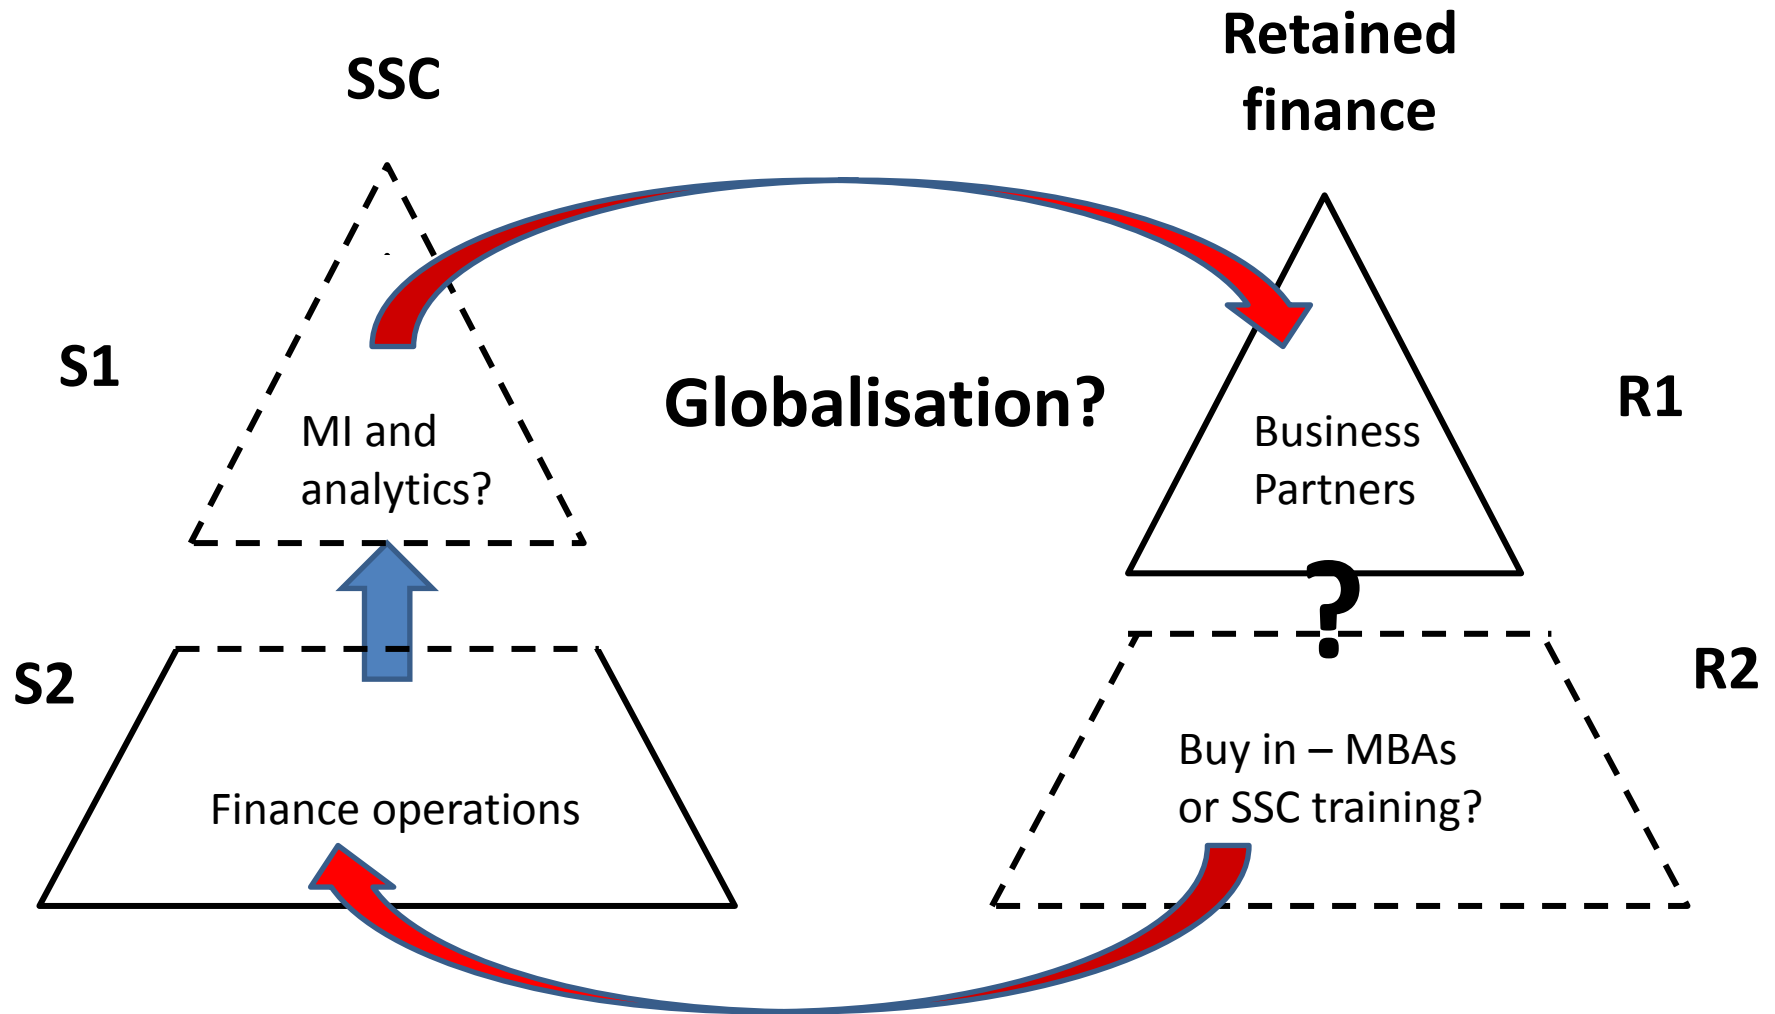 SSC
Retained
finance
S1
MI and
analytics?
Globalisation?
Business
Partners
R1
?
S2
Finance operations
Buy in – MBAs
or SSC training?
R2